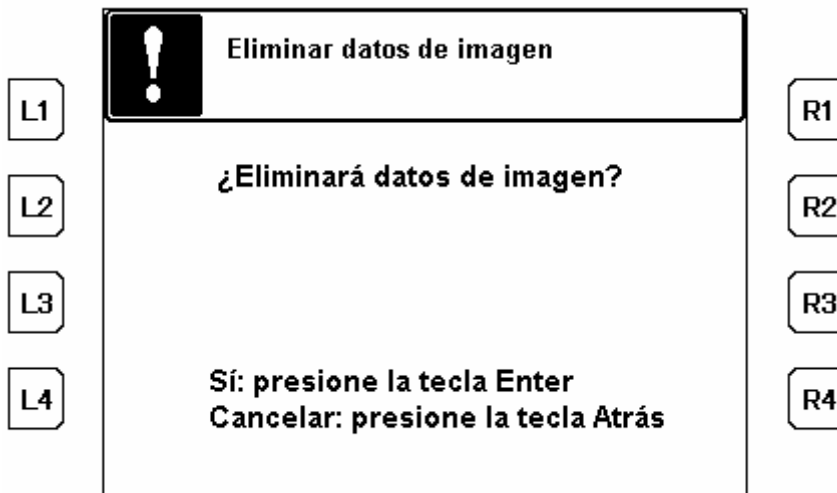 Eliminar datos de imagen
L1
R1
¿Eliminará datos de imagen?
L2
R2
L3
R3
Sí: presione la tecla Enter
L4
R4
Cancelar: presione la tecla Atrás